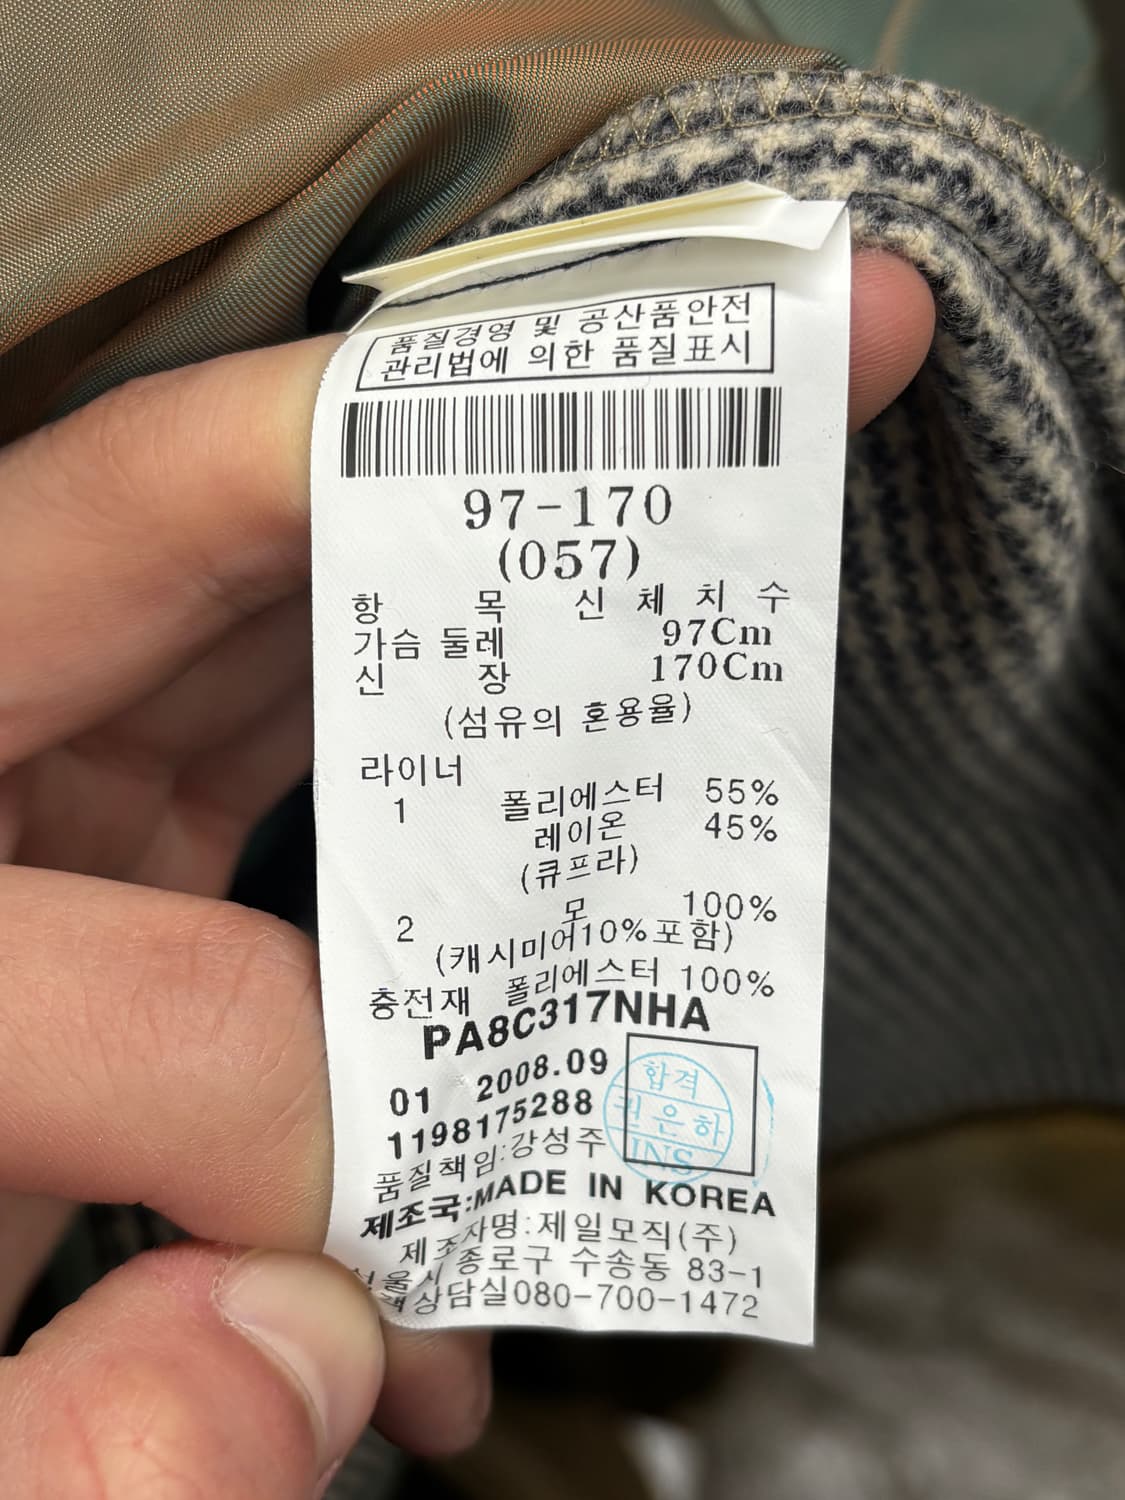 품질경영 및 공산품안전
관리법에 의한 품질표시
97-170
(057)
항 목 신 체 치 수
가슴 둘레 97Cm
신 장 170Cm
(섬유의 혼용율)
라이너
1 폴리에스터 55%
레이온 45%
(큐프라)
2 모 100%
(캐시미어10%포함)
충전재 폴리에스터 100%
PA8C317NHA
01 2008.09
1198175288
합격
은하
INS
품질책임:강성주
제조국:MADE IN KOREA
제조자명:제일모직(주)
종로구 수송동 83-1
상담실080-700-1472